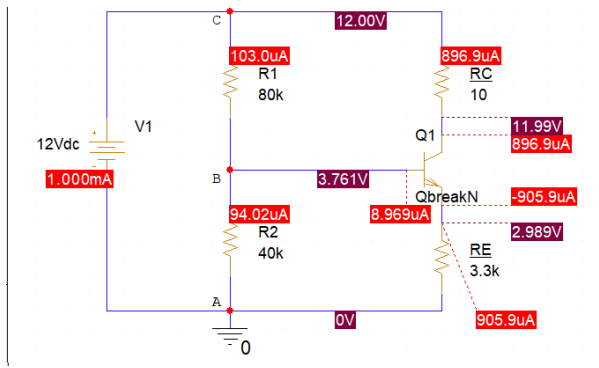 C
12.00V
103.0uA
896.9uA
R1
RC
80k
10
V1
11.99V
+
Q1
896.9uA
12Vdc
-
1.000mA
B
3.761V
QbreakN
-905.9uA
94.02uA
8.969uA
R2
2.989V
40k
RE
3.3k
A
0V
905.9uA
0